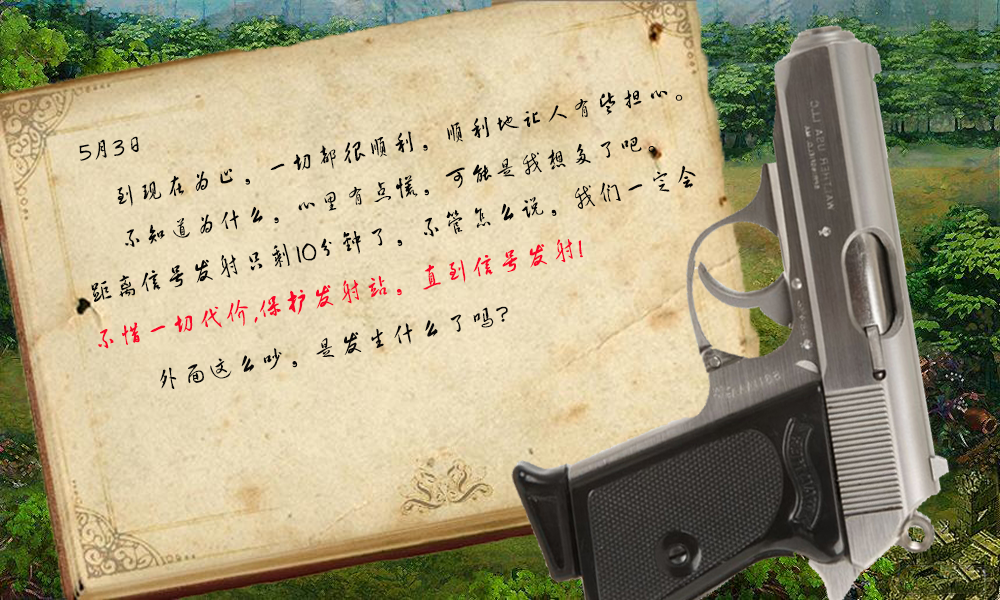 5月3日
到现在为止。一切都很顺利。顺利地让人有些担心。
不知道为什么。心里有点慌。可能是我想多了吧。
距离信号发射只剩10分钟了。不管怎么说。我们一定会
不惜一切代价,保护发射站。直到信号发射!
外面这么吵。是发生什么了吗?
WALTHER USA LLC